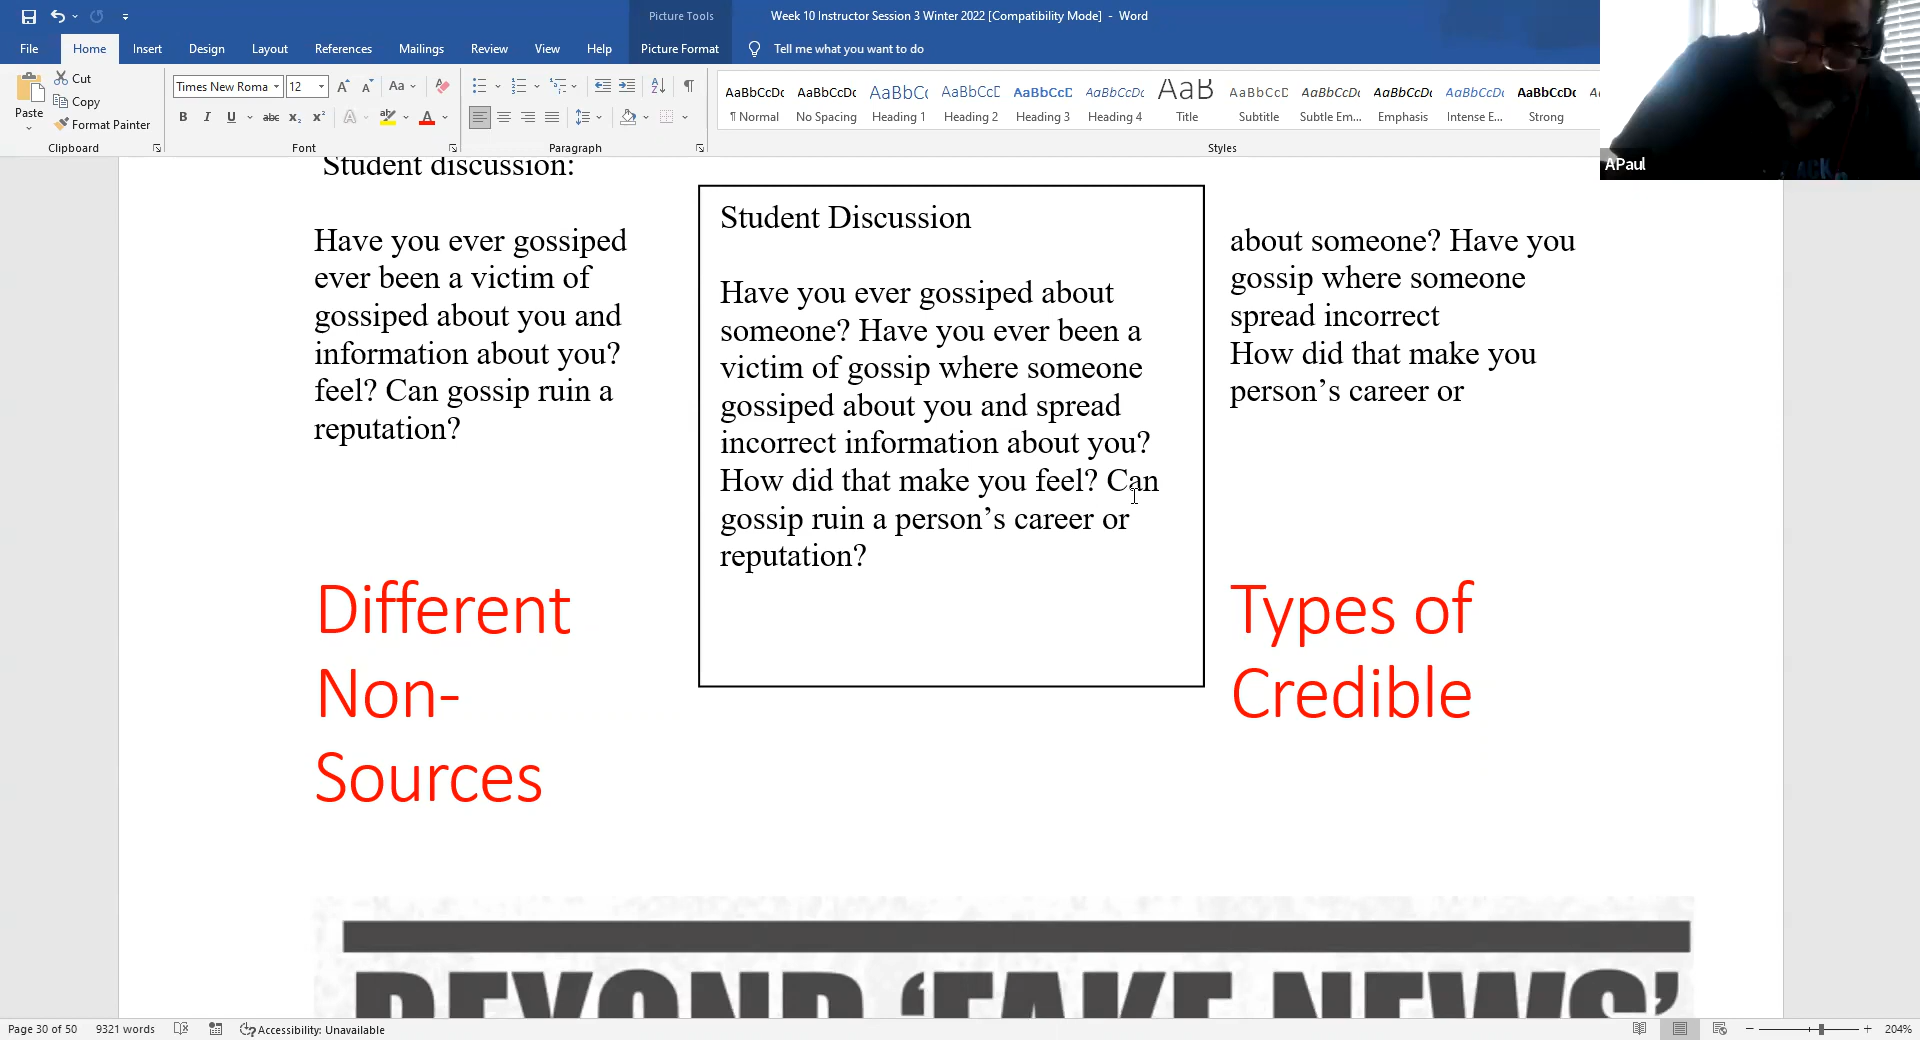 Picture Tools
Week 10 Instructor Session 3 Winter 2022 [Compatibility Mode] - Word
File Home Insert Design Layout References Mailings Review View Help Picture Format Tell me what you want to do
Paste
Cut
Copy
Format Painter
Clipboard
Times New Roma 12
Font
Paragraph
AaBbCcDc AaBbCcDc AaBbCc AaBbCcD AaBbCcD AaBbCcDc AaB AaBbCcD AaBbCcDc AaBbCcDc AaBbCcDc AaBbCcDc
¶ Normal No Spacing Heading 1 Heading 2 Heading 3 Heading 4 Title Subtitle Subtle Em... Emphasis Intense E... Strong
Styles
APaul
Student discussion:
Have you ever gossiped
ever been a victim of
gossiped about you and
information about you?
feel? Can gossip ruin a
reputation?
Student Discussion
Have you ever gossiped about
someone? Have you ever been a
victim of gossip where someone
gossiped about you and spread
incorrect information about you?
How did that make you feel? Can
gossip ruin a person’s career or
reputation?
about someone? Have you
gossip where someone
spread incorrect
How did that make you
person’s career or
Different
Non-
Sources
Types of
Credible
BEYOND ‘FAKE NEWS’
Page 30 of 50 9321 words Accessibility: Unavailable 204%